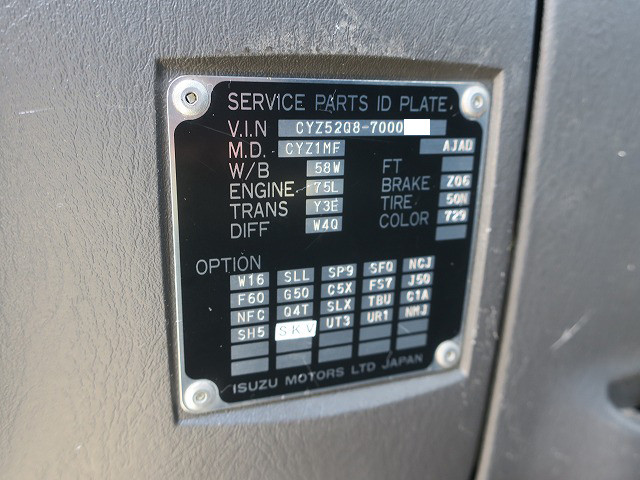 SERVICE PARTS ID PLATE
V.I.N CYZ52Q8-7000
M.D. CYZ1MF AJAD
W/B 58W FT
ENGINE 75L BRAKE Z06
TRANS Y3E TIRE 50N
DIFF W4Q COLOR 729
OPTION
W16 SLL SP9 SFQ NCJ
F60 G50 C5X FS7 J50
NFC Q4T SLX TBU C1A
SH5 SKV UT3 UR1 NMJ
ISUZU MOTORS LTD JAPAN